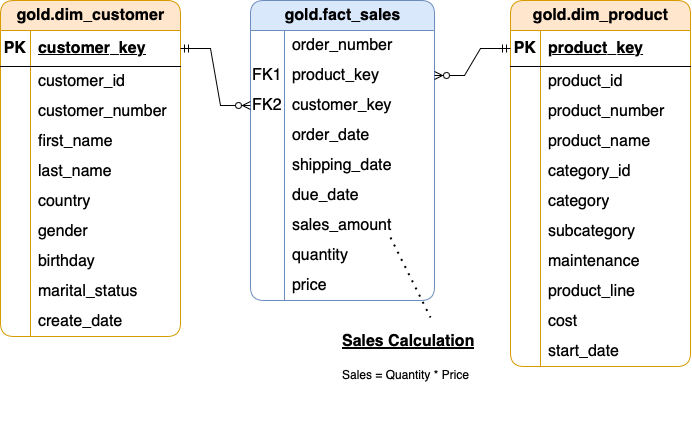 gold.dim_customer
PK customer_key
customer_id
customer_number
first_name
last_name
country
gender
birthday
marital_status
create_date
gold.fact_sales
order_number
FK1 product_key
FK2 customer_key
order_date
shipping_date
due_date
sales_amount
quantity
price
Sales Calculation
Sales = Quantity * Price
gold.dim_product
PK product_key
product_id
product_number
product_name
category_id
category
subcategory
maintenance
product_line
cost
start_date